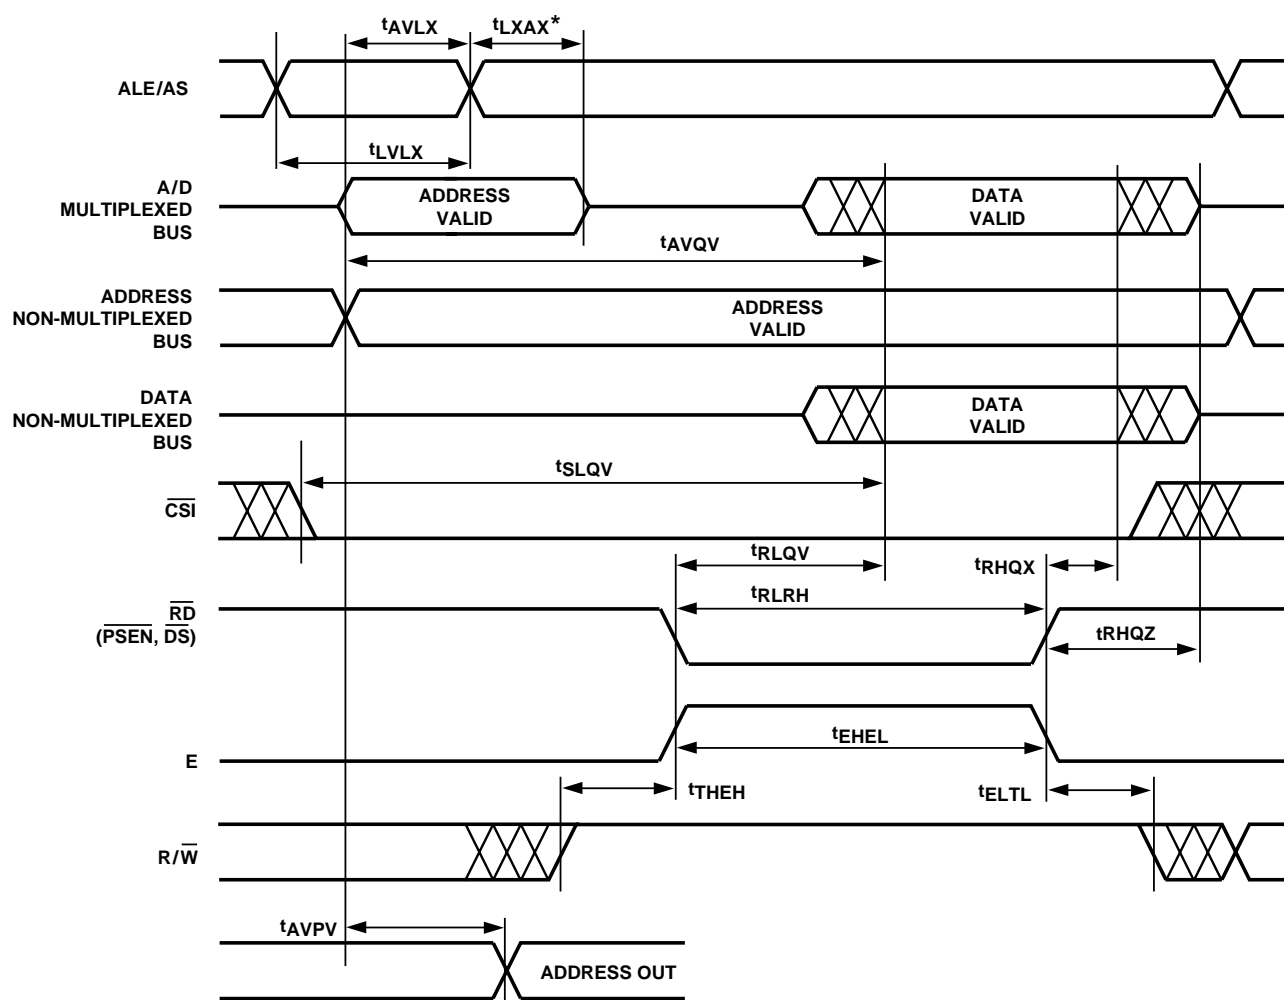 tAVLX tLXAX*
ALE/AS
tLVLX
A/D
MULTIPLEXED
BUS
ADDRESS
VALID
DATA
VALID
tAVQV
ADDRESS
NON-MULTIPLEXED
BUS
ADDRESS
VALID
DATA
NON-MULTIPLEXED
BUS
DATA
VALID
tSLQV
CSI
tRLQV
tRHQX
tRLRH
RD
(PSEN, DS)
tRHQZ
tEHEL
E
tTHEH
tELTL
R/W
tAVPV
ADDRESS OUT